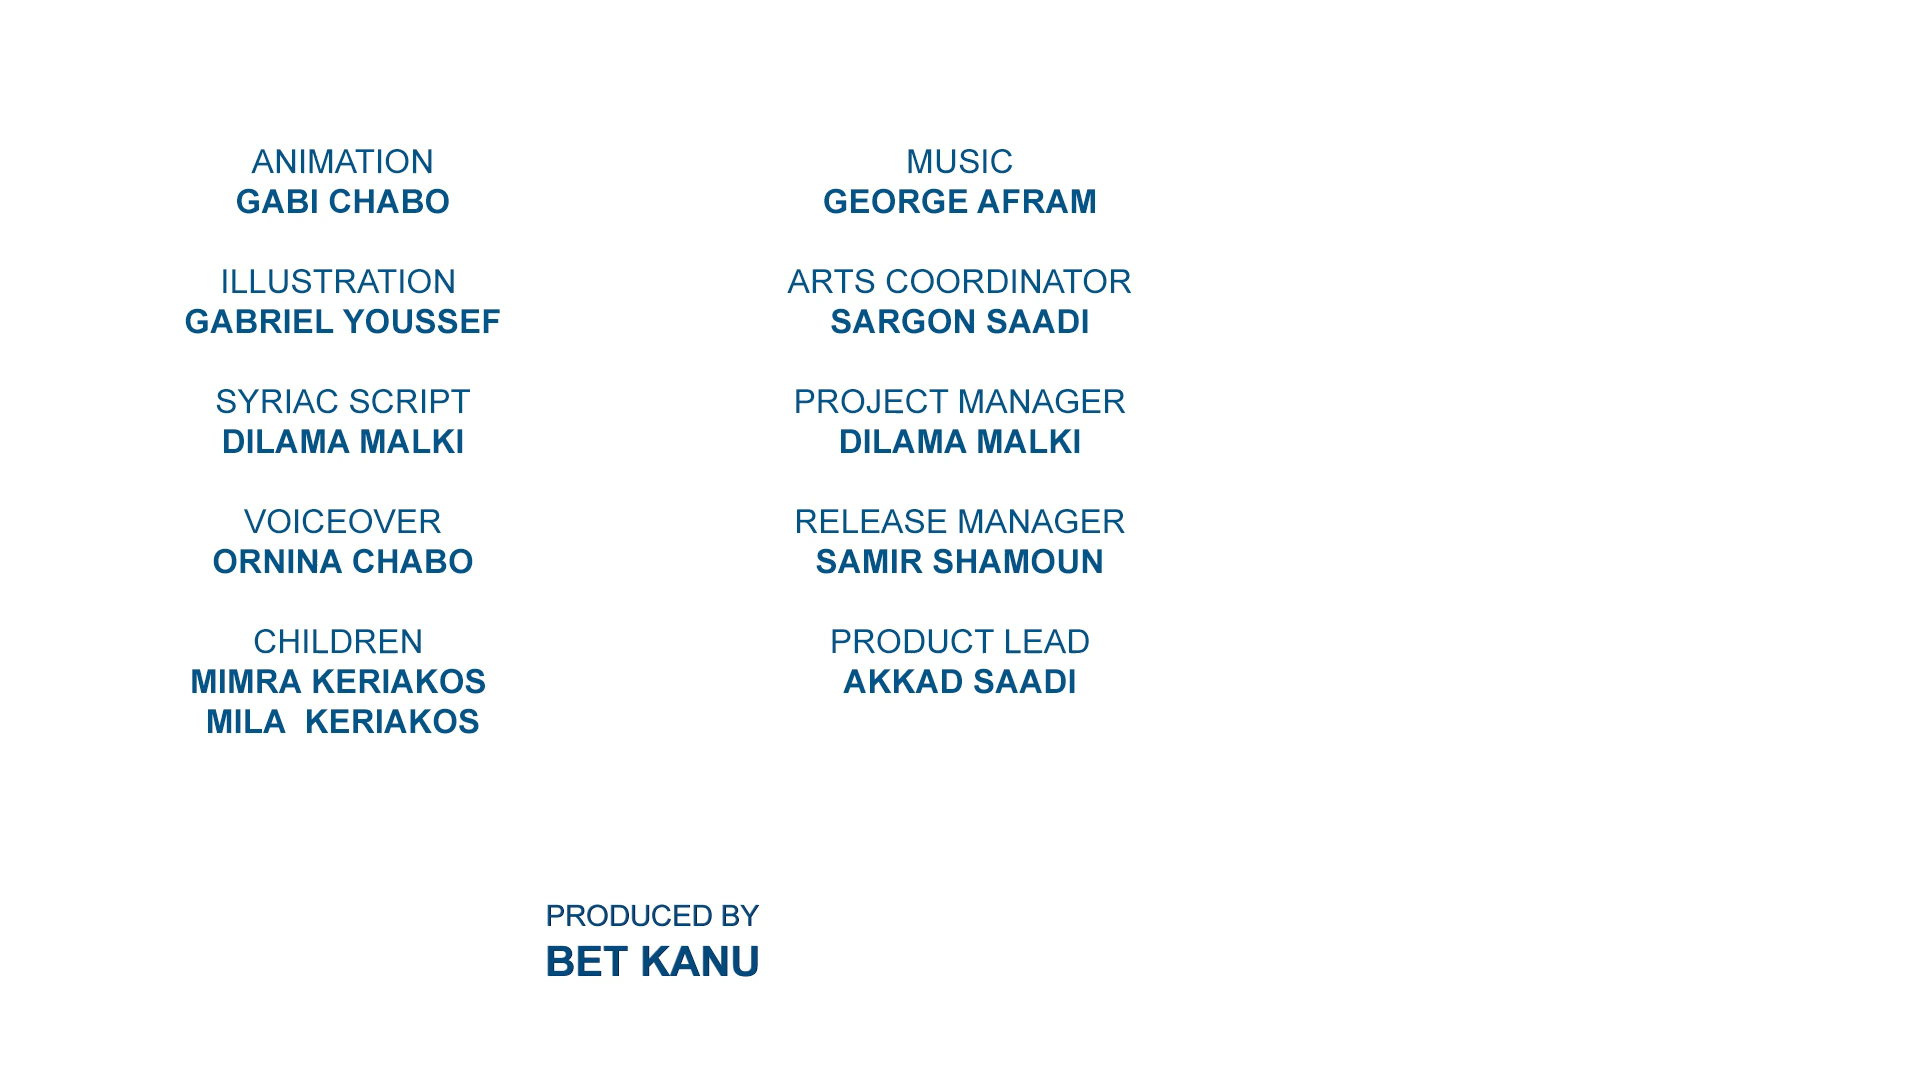 ANIMATION
GABI CHABO
ILLUSTRATION
GABRIEL YOUSSEF
SYRIAC SCRIPT
DILAMA MALKI
VOICEOVER
ORNINA CHABO
CHILDREN
MIMRA KERIAKOS
MILA  KERIAKOS
MUSIC
GEORGE AFRAM
ARTS COORDINATOR
SARGON SAADI
PROJECT MANAGER
DILAMA MALKI
RELEASE MANAGER
SAMIR SHAMOUN
PRODUCT LEAD
AKKAD SAADI
PRODUCED BY
BET KANU